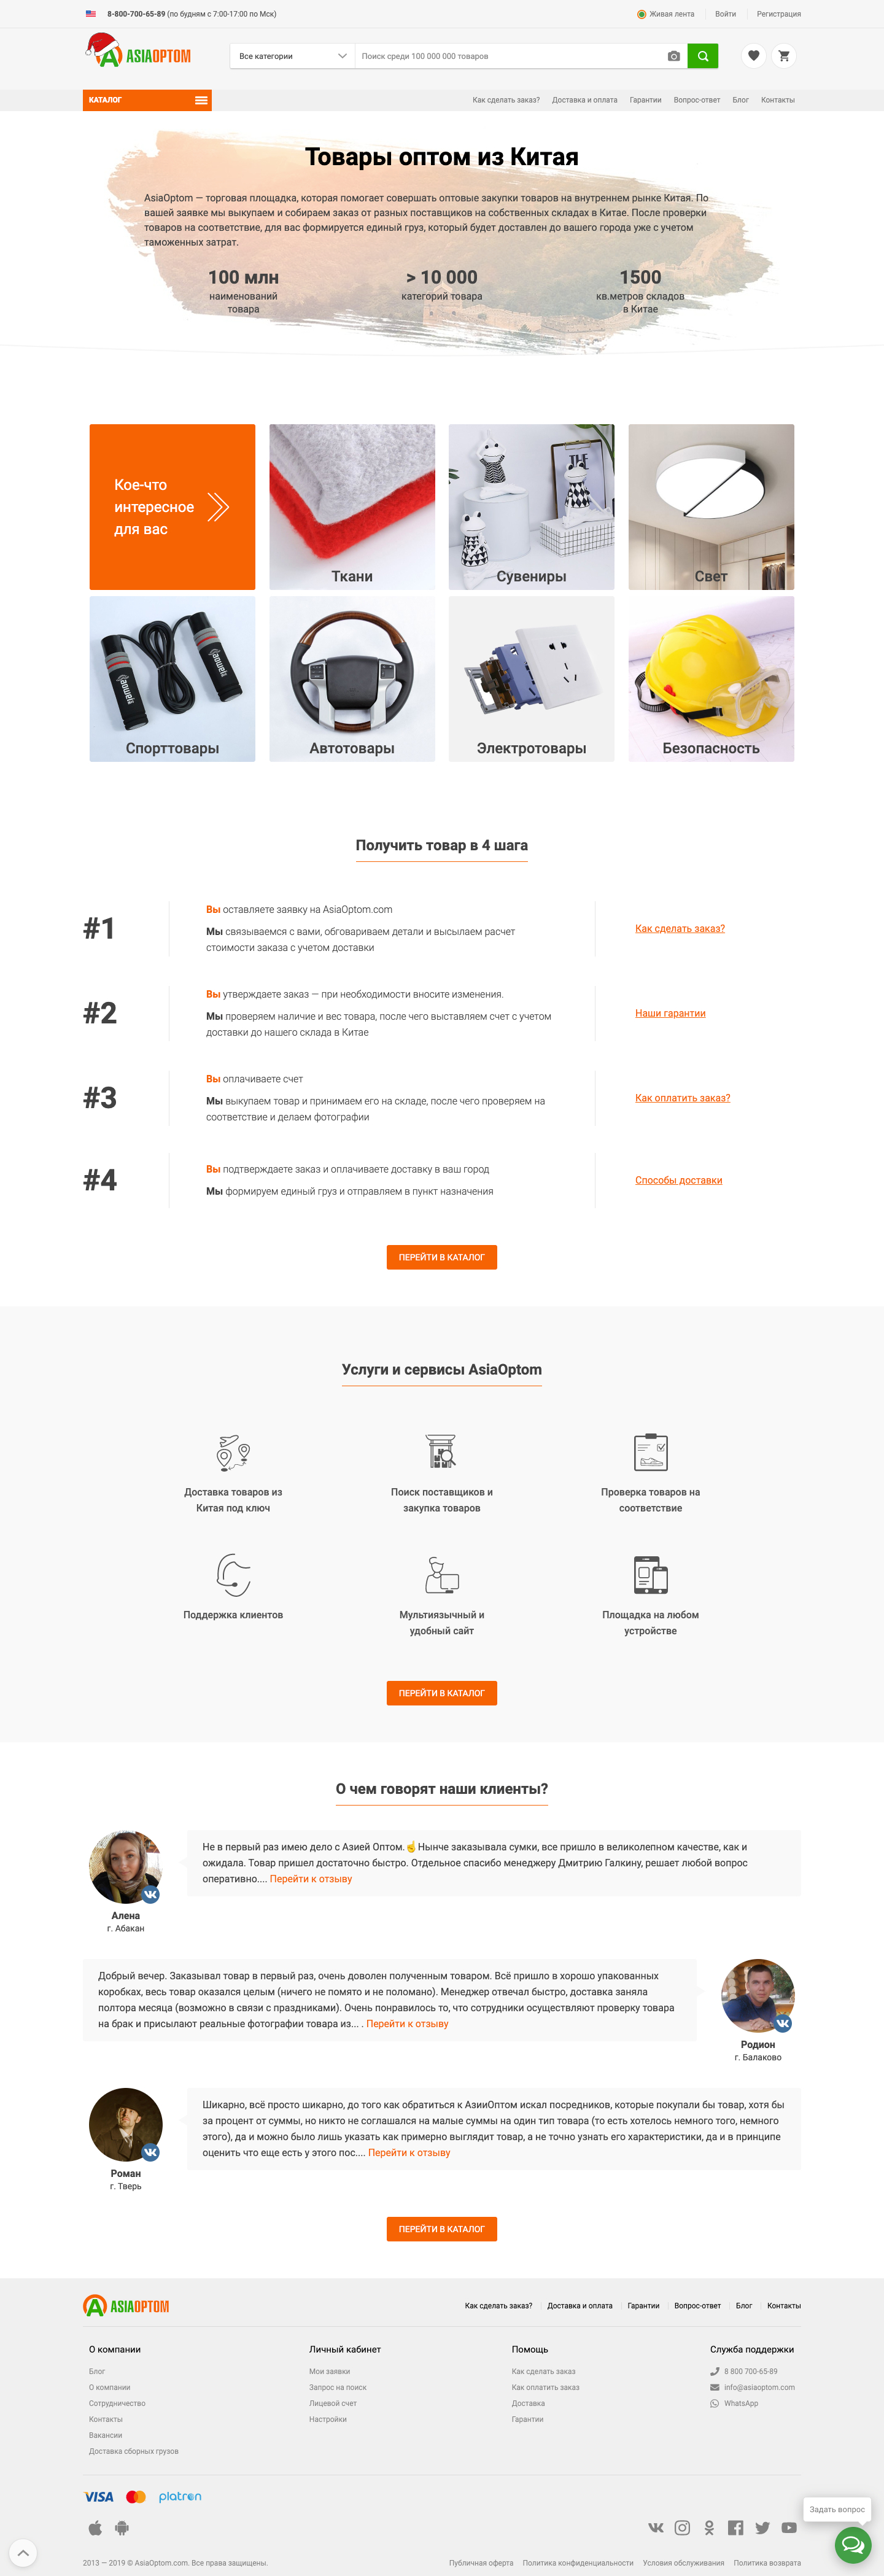 8-800-700-65-89 (по будням с 7:00-17:00 по Мск)
Живая лента
Войти
Регистрация
ASIAOPTOM
Все категории
Поиск среди 100 000 000 товаров
КАТАЛОГ
Как сделать заказ?
Доставка и оплата
Гарантии
Вопрос-ответ
Блог
Контакты
Товары оптом из Китая
AsiaOptom — торговая площадка, которая помогает совершать оптовые закупки товаров на внутреннем рынке Китая. По
вашей заявке мы выкупаем и собираем заказ от разных поставщиков на собственных складах в Китае. После проверки
товаров на соответствие, для вас формируется единый груз, который будет доставлен до вашего города уже с учетом
таможенных затрат.
100 млн
наименований
товара
> 10 000
категорий товара
1500
кв.метров складов
в Китае
Кое-что
интересное
для вас
Ткани
Сувениры
Свет
Спорттовары
Автотовары
Электротовары
Безопасность
Получить товар в 4 шага
#1
Вы оставляете заявку на AsiaOptom.com
Мы связываемся с вами, обговариваем детали и высылаем расчет
стоимости заказа с учетом доставки
Как сделать заказ?
#2
Вы утверждаете заказ — при необходимости вносите изменения.
Мы проверяем наличие и вес товара, после чего выставляем счет с учетом
доставки до нашего склада в Китае
Наши гарантии
#3
Вы оплачиваете счет
Мы выкупаем товар и принимаем его на складе, после чего проверяем на
соответствие и делаем фотографии
Как оплатить заказ?
#4
Вы подтверждаете заказ и оплачиваете доставку в ваш город
Мы формируем единый груз и отправляем в пункт назначения
Способы доставки
ПЕРЕЙТИ В КАТАЛОГ
Услуги и сервисы AsiaOptom
Доставка товаров из
Китая под ключ
Поиск поставщиков и
закупка товаров
Проверка товаров на
соответствие
Поддержка клиентов
Мультиязычный и
удобный сайт
Площадка на любом
устройстве
ПЕРЕЙТИ В КАТАЛОГ
О чем говорят наши клиенты?
Не в первый раз имею дело с Азией Оптом.☝Нынче заказывала сумки, все пришло в великолепном качестве, как и
ожидала. Товар пришел достаточно быстро. Отдельное спасибо менеджеру Дмитрию Галкину, решает любой вопрос
оперативно.... Перейти к отзыву
Алена
г. Абакан
Добрый вечер. Заказывал товар в первый раз, очень доволен полученным товаром. Всё пришло в хорошо упакованных
коробках, весь товар оказался целым (ничего не помято и не поломано). Менеджер отвечал быстро, доставка заняла
полтора месяца (возможно в связи с праздниками). Очень понравилось то, что сотрудники осуществляют проверку товара
на брак и присылают реальные фотографии товара из... . Перейти к отзыву
Родион
г. Балаково
Шикарно, всё просто шикарно, до того как обратиться к АзииОптом искал посредников, которые покупали бы товар, хотя бы
за процент от суммы, но никто не соглашался на малые суммы на один тип товара (то есть хотелось немного того, немного
этого), да и можно было лишь указать как примерно выглядит товар, а не точно узнать его характеристики, да и в принципе
оценить что еще есть у этого пос.... Перейти к отзыву
Роман
г. Тверь
ПЕРЕЙТИ В КАТАЛОГ
ASIAOPTOM
Как сделать заказ?
Доставка и оплата
Гарантии
Вопрос-ответ
Блог
Контакты
О компании
Блог
О компании
Сотрудничество
Контакты
Вакансии
Доставка сборных грузов
Личный кабинет
Мои заявки
Запрос на поиск
Лицевой счет
Настройки
Помощь
Как сделать заказ
Как оплатить заказ
Доставка
Гарантии
Служба поддержки
8 800 700-65-89
info@asiaoptom.com
WhatsApp
VISA
platron
Задать вопрос
2013 — 2019 © AsiaOptom.com. Все права защищены.
Публичная оферта
Политика конфиденциальности
Условия обслуживания
Политика возврата